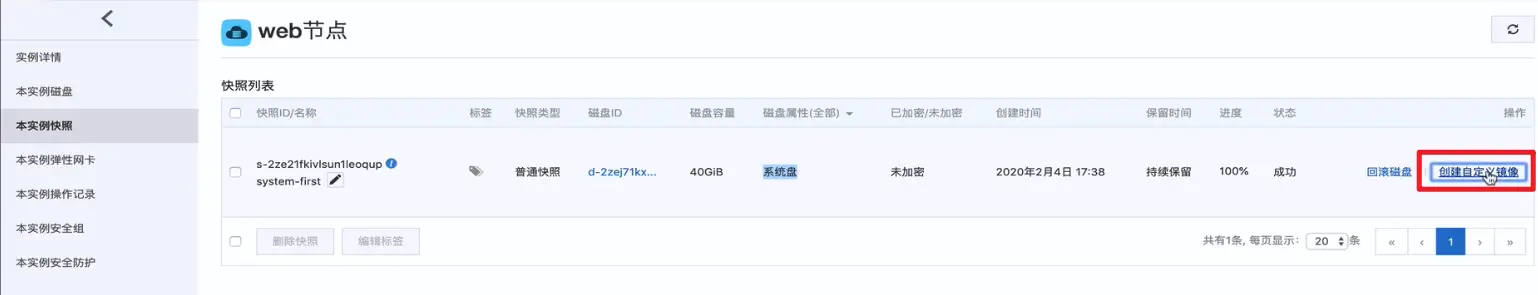 web节点
实例详情
本实例磁盘
本实例快照
本实例弹性网卡
本实例操作记录
本实例安全组
本实例安全防护
快照列表
快照ID/名称 标签 快照类型 磁盘ID 磁盘容量 磁盘属性(全部) 已加密/未加密 创建时间 保留时间 进度 状态 操作
s-2ze21fkivlsun1leoqup
system-first 普通快照 d-2zej71kx... 40GiB 系统盘 未加密 2020年2月4日 17:38 持续保留 100% 成功 回滚磁盘 创建自定义镜像
删除快照 编辑标签 共有1条, 每页显示: 20 条 « ‹ 1 › »